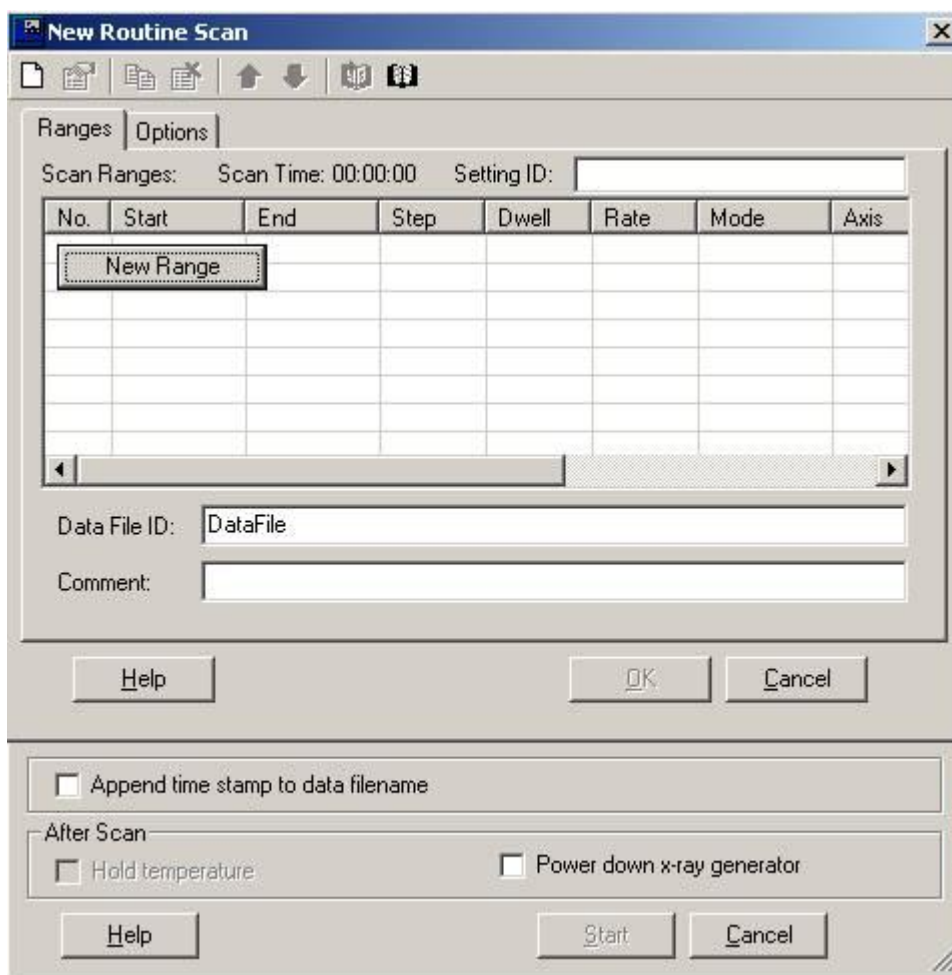 New Routine Scan
Ranges Options
Scan Ranges: Scan Time: 00:00:00 Setting ID:
No. Start End Step Dwell Rate Mode Axis
New Range
Data File ID: DataFile
Comment:
Help OK Cancel
Append time stamp to data filename
After Scan
Hold temperature Power down x-ray generator
Help Start Cancel